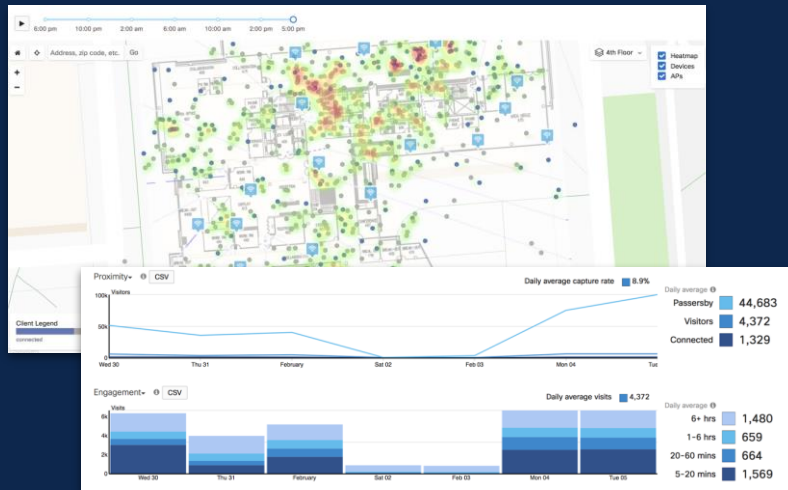 6:00 pm 10:00 pm 2:00 am 6:00 am 10:00 am 2:00 pm 5:00 pm
Address, zip code, etc. Go
4th Floor
Heatmap
Devices
APs
+
−
Client Legend
connected
Proximity CSV
Daily average capture rate 8.9%
Visitors
100k
50k
0
Wed 30 Thu 31 February Sat 02 Feb 03 Mon 04 Tue
Daily average
Passersby 44,683
Visitors 4,372
Connected 1,329
Engagement CSV
Daily average visits 4,372
Visits
6k
4k
2k
0
Wed 30 Thu 31 February Sat 02 Feb 03 Mon 04 Tue 05
Daily average
6+ hrs 1,480
1-6 hrs 659
20-60 mins 664
5-20 mins 1,569